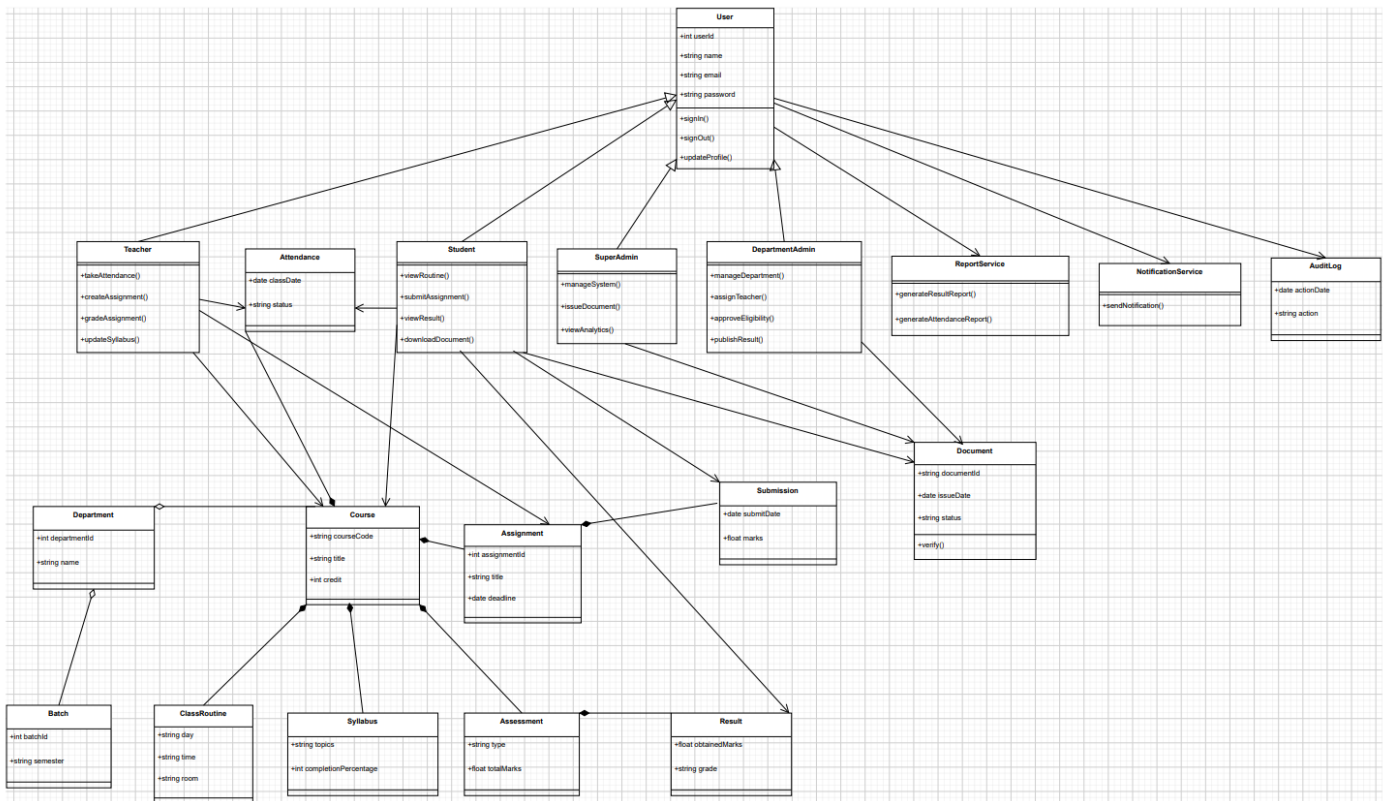 User
+int userId
+string name
+string email
+string password
+signIn()
+signOut()
+updateProfile()
Teacher
+takeAttendance()
+createAssignment()
+gradeAssignment()
+updateSyllabus()
Attendance
+date classDate
+string status
Student
+viewRoutine()
+submitAssignment()
+viewResult()
+downloadDocument()
SuperAdmin
+manageSystem()
+issueDocument()
+viewAnalytics()
DepartmentAdmin
+manageDepartment()
+assignTeacher()
+approveEligibility()
+publishResult()
ReportService
+generateResultReport()
+generateAttendanceReport()
NotificationService
+sendNotification()
AuditLog
+date actionDate
+string action
Document
+string documentId
+date issueDate
+string status
+verify()
Submission
+date submitDate
+float marks
Department
+int departmentId
+string name
Course
+string courseCode
+string title
+int credit
Assignment
+int assignmentId
+string title
+date deadline
Batch
+int batchId
+string semester
ClassRoutine
+string day
+string time
+string room
Syllabus
+string topics
+int completionPercentage
Assessment
+string type
+float totalMarks
Result
+float obtainedMarks
+string grade